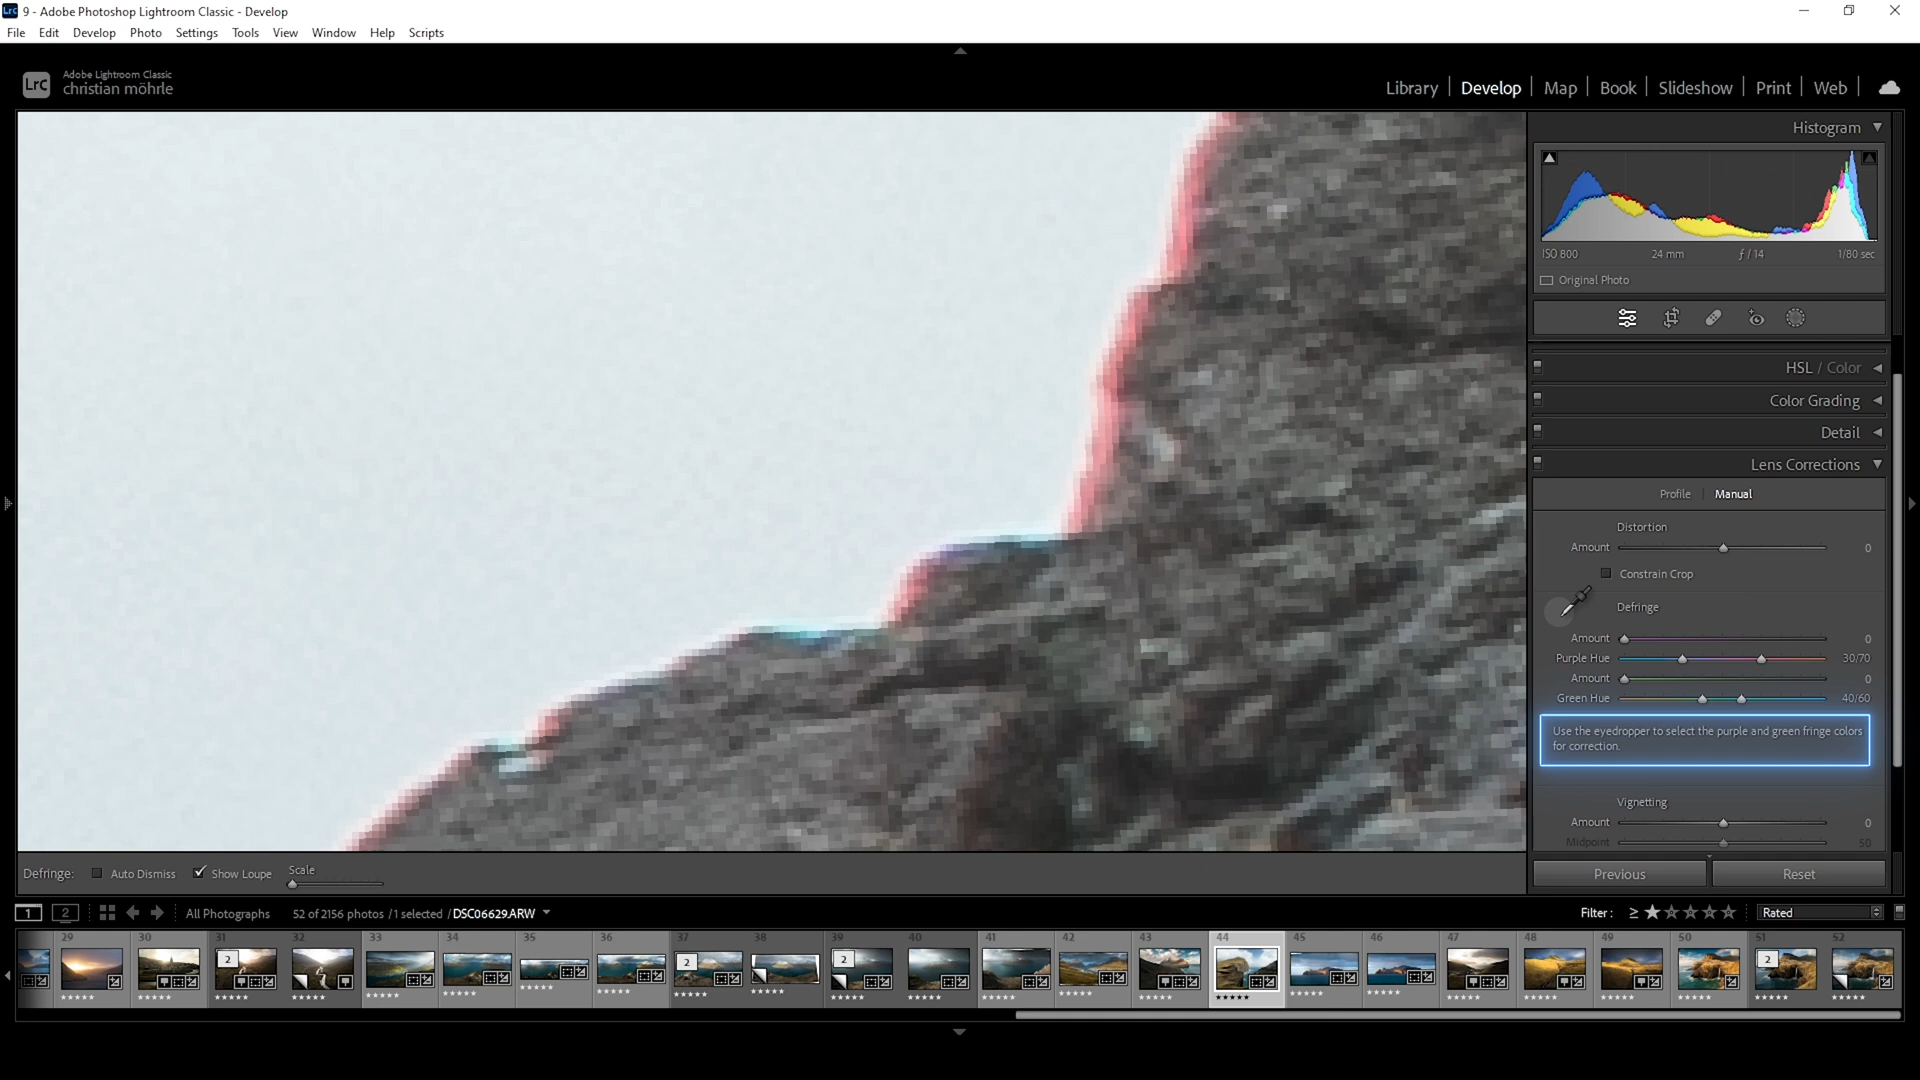 Lrc 9 - Adobe Photoshop Lightroom Classic - Develop
File Edit Develop Photo Settings Tools View Window Help Scripts
Lrc Adobe Lightroom Classic
christian möhrle
Library Develop Map Book Slideshow Print Web
Histogram
ISO 800 24 mm ƒ / 14 1/80 sec
Original Photo
HSL / Color
Color Grading
Detail
Lens Corrections
Profile Manual
Distortion
Amount 0
Constrain Crop
Defringe
Amount 0
Purple Hue 30/70
Amount 0
Green Hue 40/60
Use the eyedropper to select the purple and green fringe colors
for correction.
Vignetting
Amount 0
Midpoint 50
Previous Reset
Defringe: Auto Dismiss Show Loupe Scale
1 2 All Photographs 52 of 2156 photos / 1 selected / DSC06629.ARW Filter : ≥ Rated
29 30 31 32 33 34 35 36 37 38 39 40 41 42 43 44 45 46 47 48 49 50 51 52
2 2 2 2